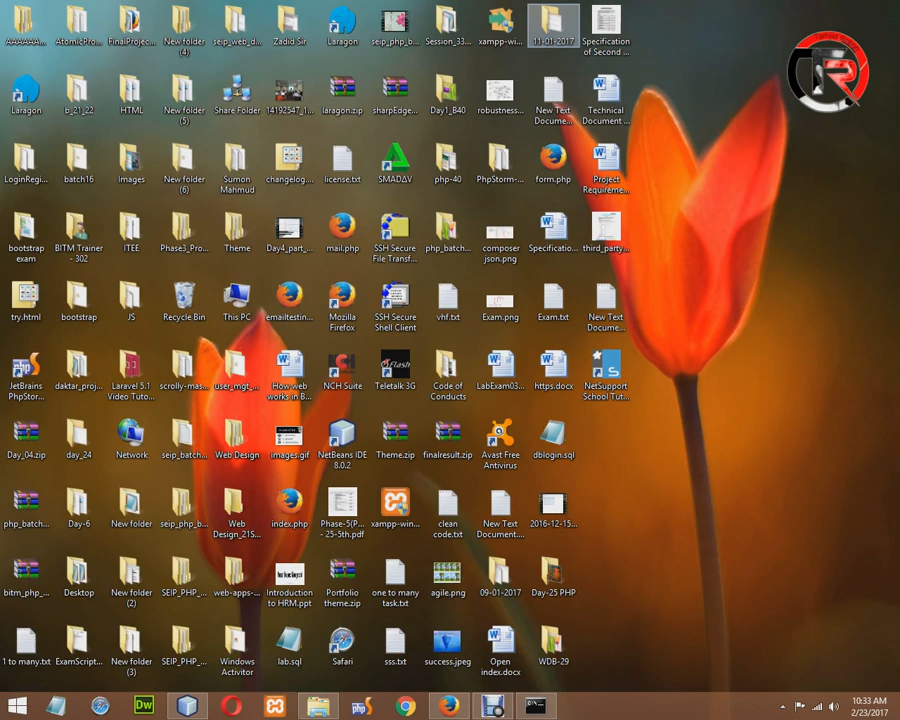 AAAAAA...
AtomicPro...
FinalProjec...
New folder
(4)
seip_web_d...
Zadid Sir
Laragon
seip_php_b...
Session_33...
xampp-wi...
11-01-2017
Specification
of Second ...
Laragon
b_21_22
HTML
New folder
(5)
Share Folder
14192547_1...
laragon.zip
sharpEdge...
Day1_B40
robustness...
New Text
Docume...
Technical
Document...
LoginRegi...
batch16
Images
New folder
(6)
Sumon
Mahmud
changelog....
license.txt
SMADΔV
php-40
PhpStorm-...
form.php
Project
Requireme...
bootstrap
exam
BITM Trainer
- 302
ITEE
Phase3_Pro...
Theme
Day4_part_...
mail.php
SSH Secure
File Transf...
php_batch...
composer
json.png
Specificatio...
third_party...
try.html
bootstrap
JS
Recycle Bin
This PC
emailtestin...
Mozilla
Firefox
SSH Secure
Shell Client
vhf.txt
Exam.png
Exam.txt
New Text
Docume...
JetBrains
PhpStor...
daktar_proj...
Laravel 5.1
Video Tuto...
scrolly-mas...
user_mgt_...
How web
works in B...
NCH Suite
Teletalk 3G
Code of
Conducts
LabExam03...
https.docx
NetSupport
School Tut...
Day_04.zip
day_24
Network
seip_batch...
Web Design
images.gif
NetBeans IDE
8.0.2
Theme.zip
finalresult.zip
Avast Free
Antivirus
dblogin.sql
php_batch...
Day-6
New folder
seip_php_b...
Web
Design_21S...
index.php
Phase-5(P...
- 25-5th.pdf
xampp-win...
clean
code.txt
New Text
Document....
2016-12-15...
bitm_php_...
Desktop
New folder
(2)
SEIP_PHP_...
web-apps-...
Introduction
to HRM.ppt
Portfolio
theme.zip
one to many
task.txt
agile.png
09-01-2017
Day-25 PHP
1 to many.txt
ExamScript...
New folder
(3)
SEIP_PHP_...
Windows
Activitor
lab.sql
Safari
sss.txt
success.jpeg
Open
index.docx
WDB-29
Dw
10:33 AM
2/23/2017